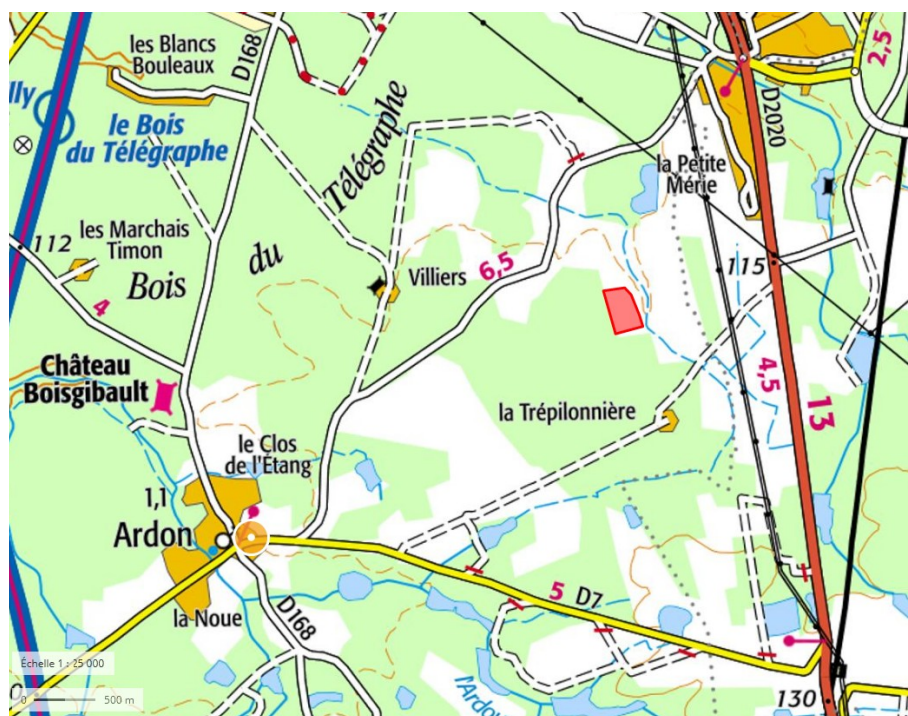 les Blancs
Bouleaux
D168
2,5
D2020
le Bois
du Télégraphe
Télégraphe
la Petite
Mérie
112
les Marchais
Timon
Bois
du
Villiers
6,5
115
4
Château
Boisgibault
4,5
13
la Trépilonnière
le Clos
de l'Étang
1,1
Ardon
5
D7
la Noue
D168
Échelle 1 : 25 000
0
500 m
130